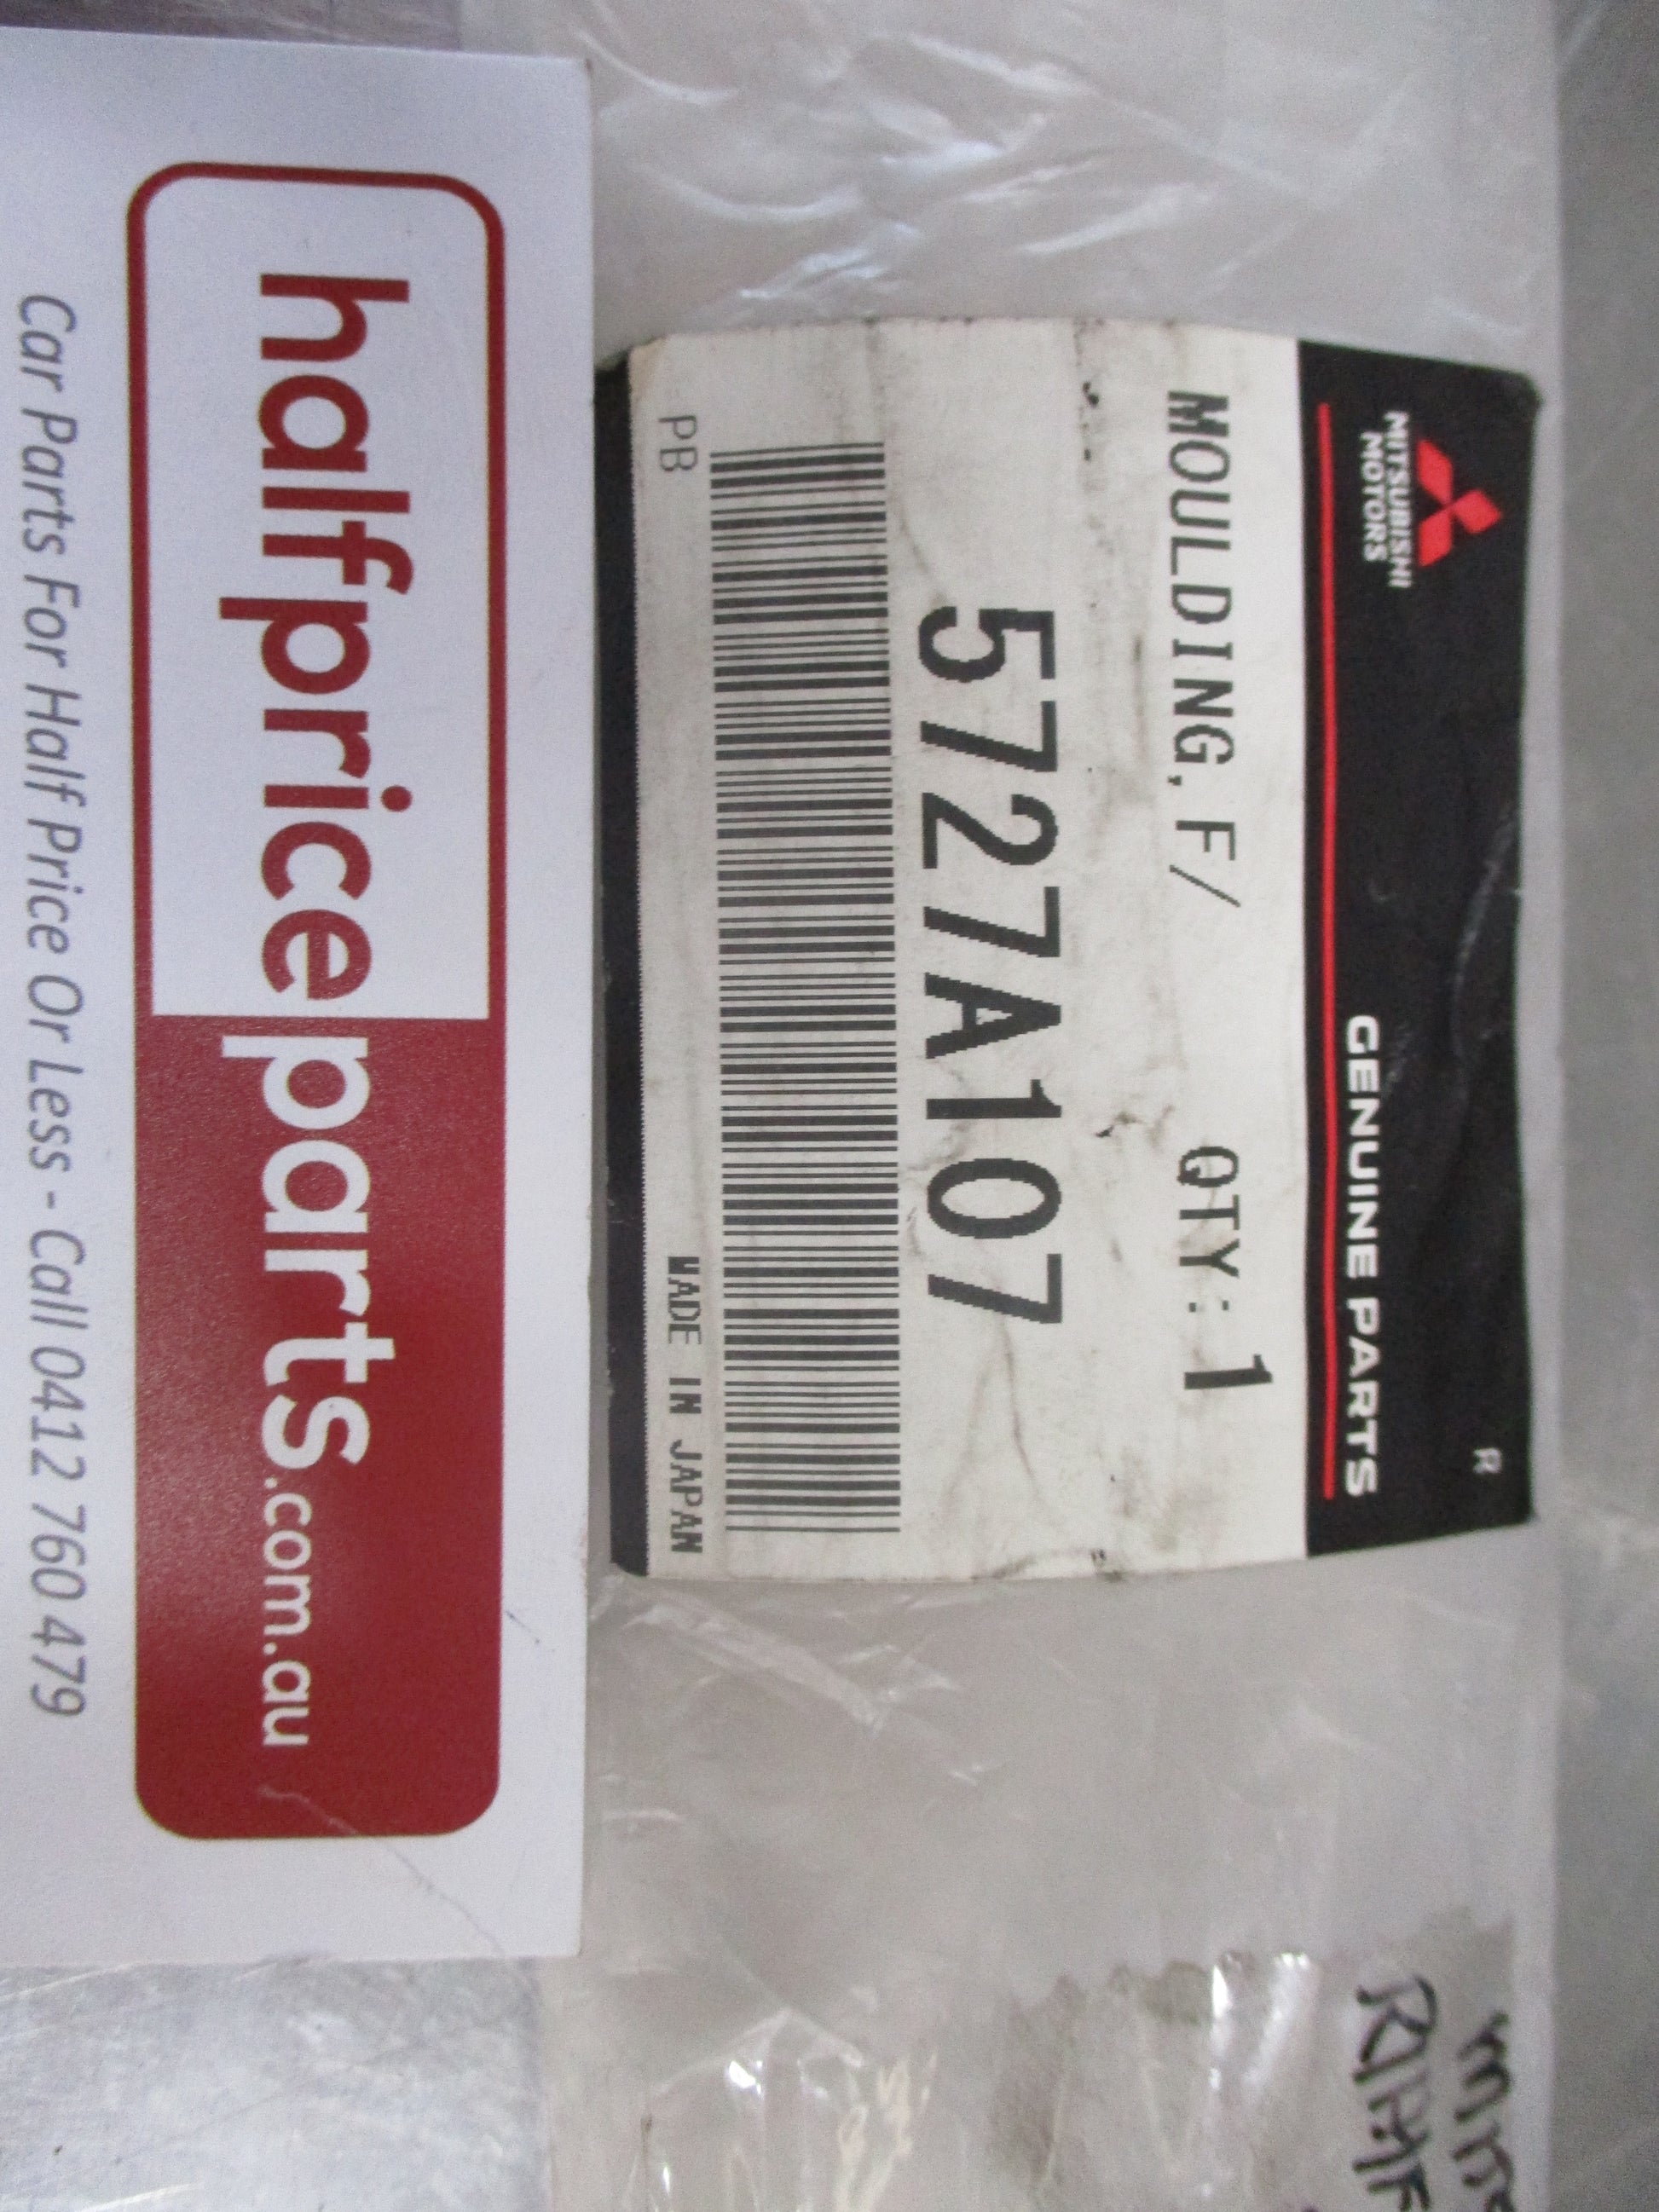 MITSUBISHI
MOTORS
R
GENUINE PARTS
MOULDING, F/ QTY: 1
5727A107
PB MADE IN JAPAN
halfpriceparts.com.au
Car Parts For Half Price Or Less - Call 0412 760 479